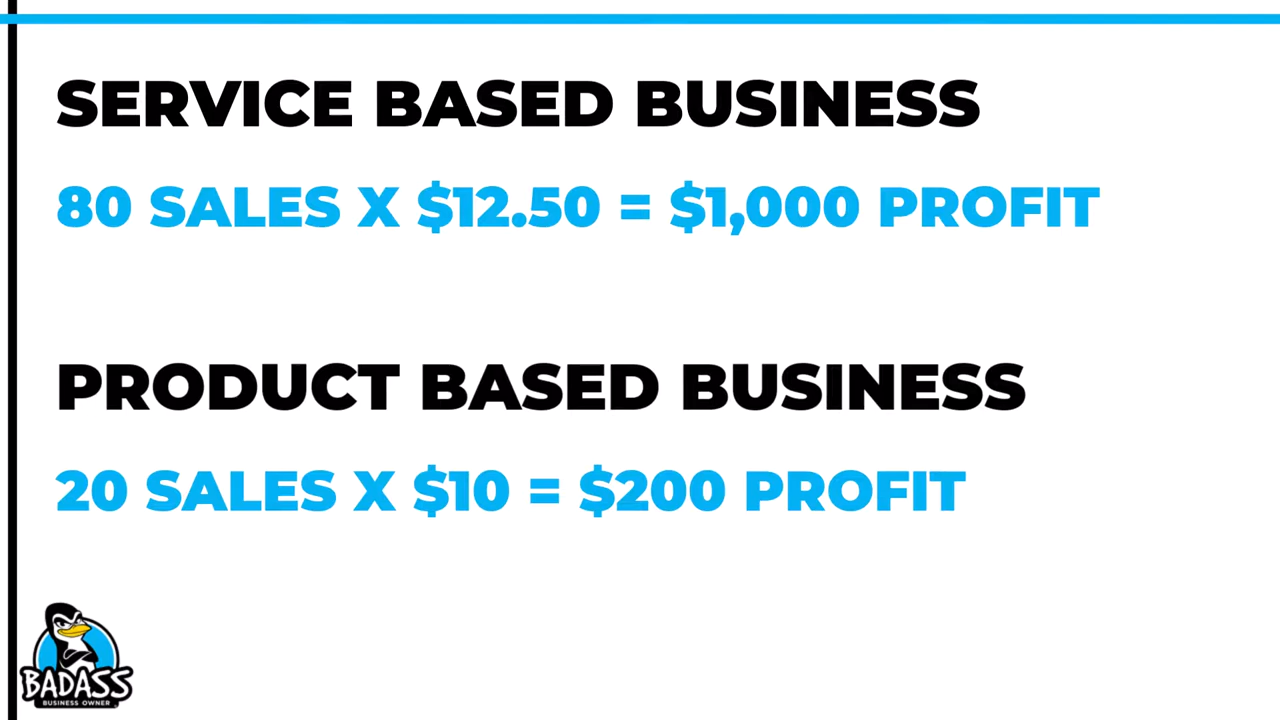 SERVICE BASED BUSINESS
80 SALES X $12.50 = $1,000 PROFIT
PRODUCT BASED BUSINESS
20 SALES X $10 = $200 PROFIT
BADASS
BUSINESS OWNER